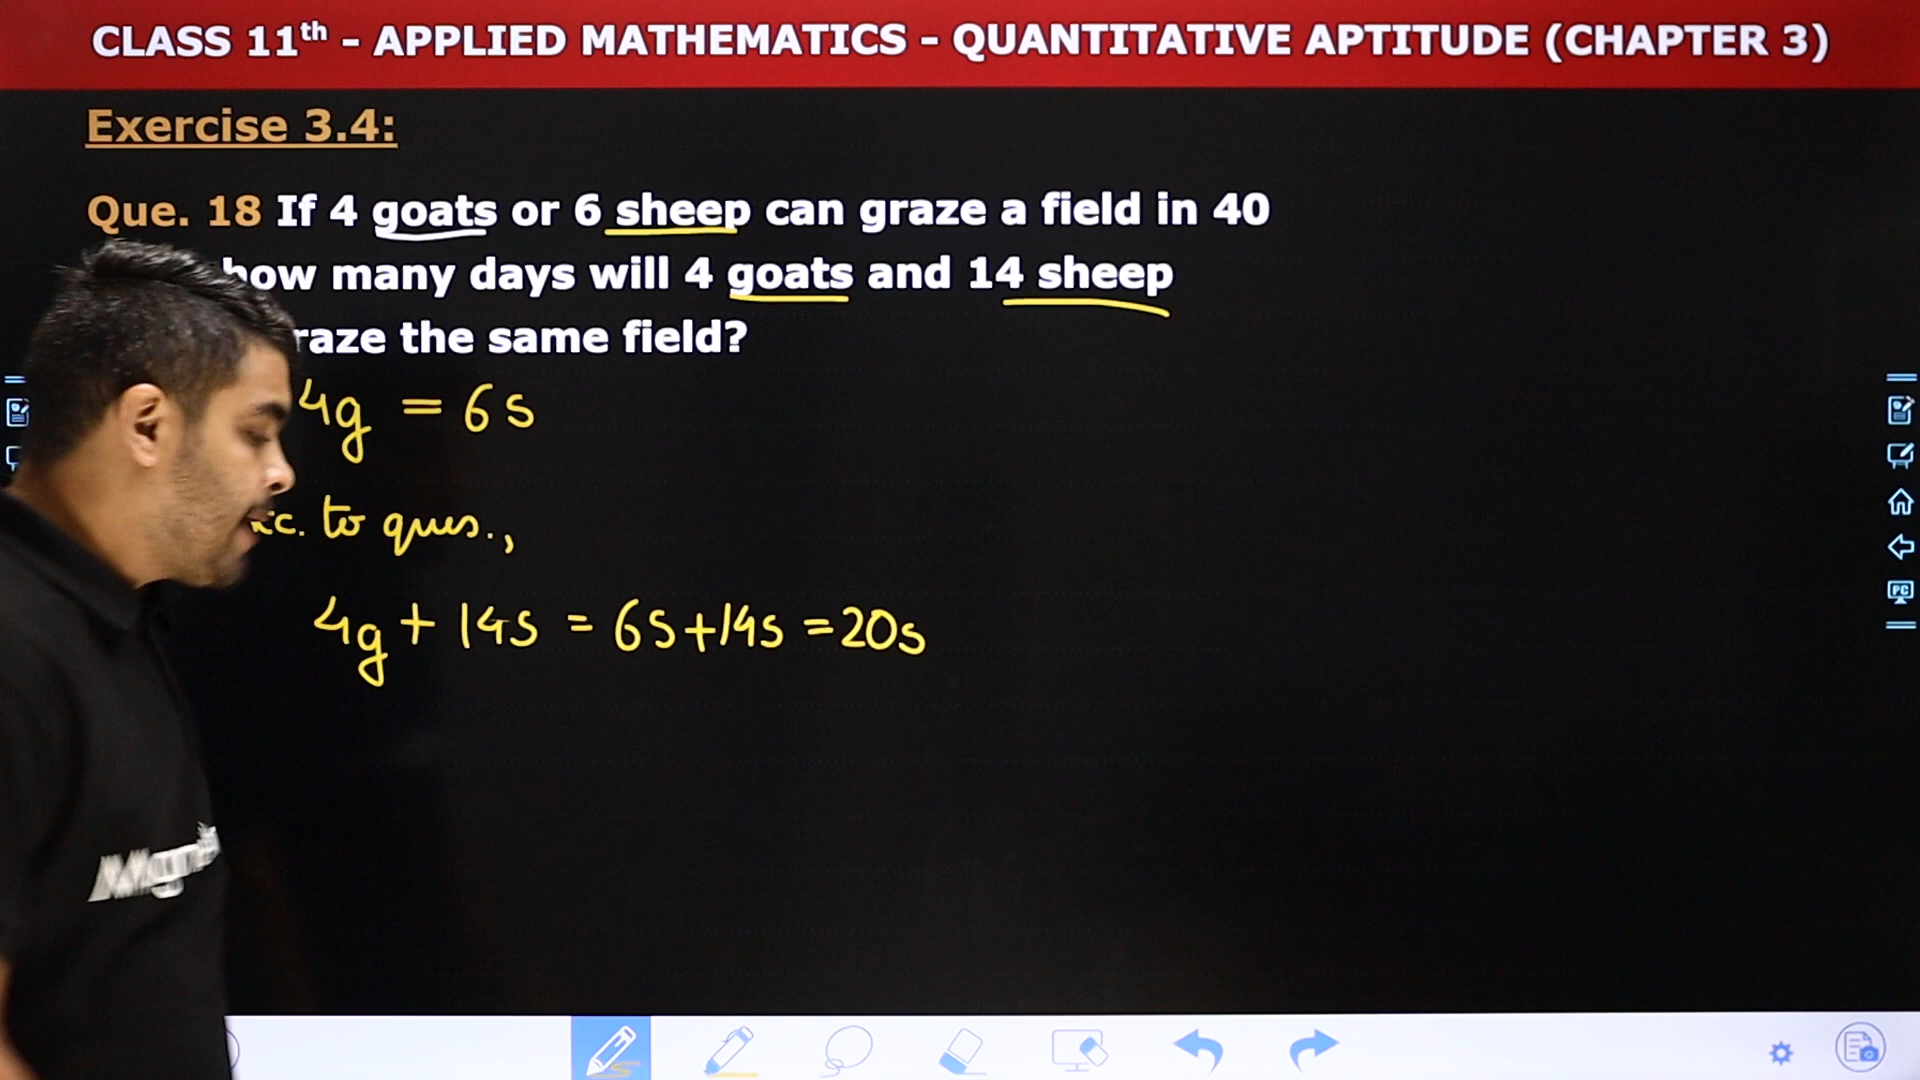 CLASS 11th - APPLIED MATHEMATICS - QUANTITATIVE APTITUDE (CHAPTER 3)
Exercise 3.4:
Que. 18 If 4 goats or 6 sheep can graze a field in 40
how many days will 4 goats and 14 sheep
raze the same field?
4g = 6s
cc. to ques.,
4g + 14s = 6s+14s = 20s
PC